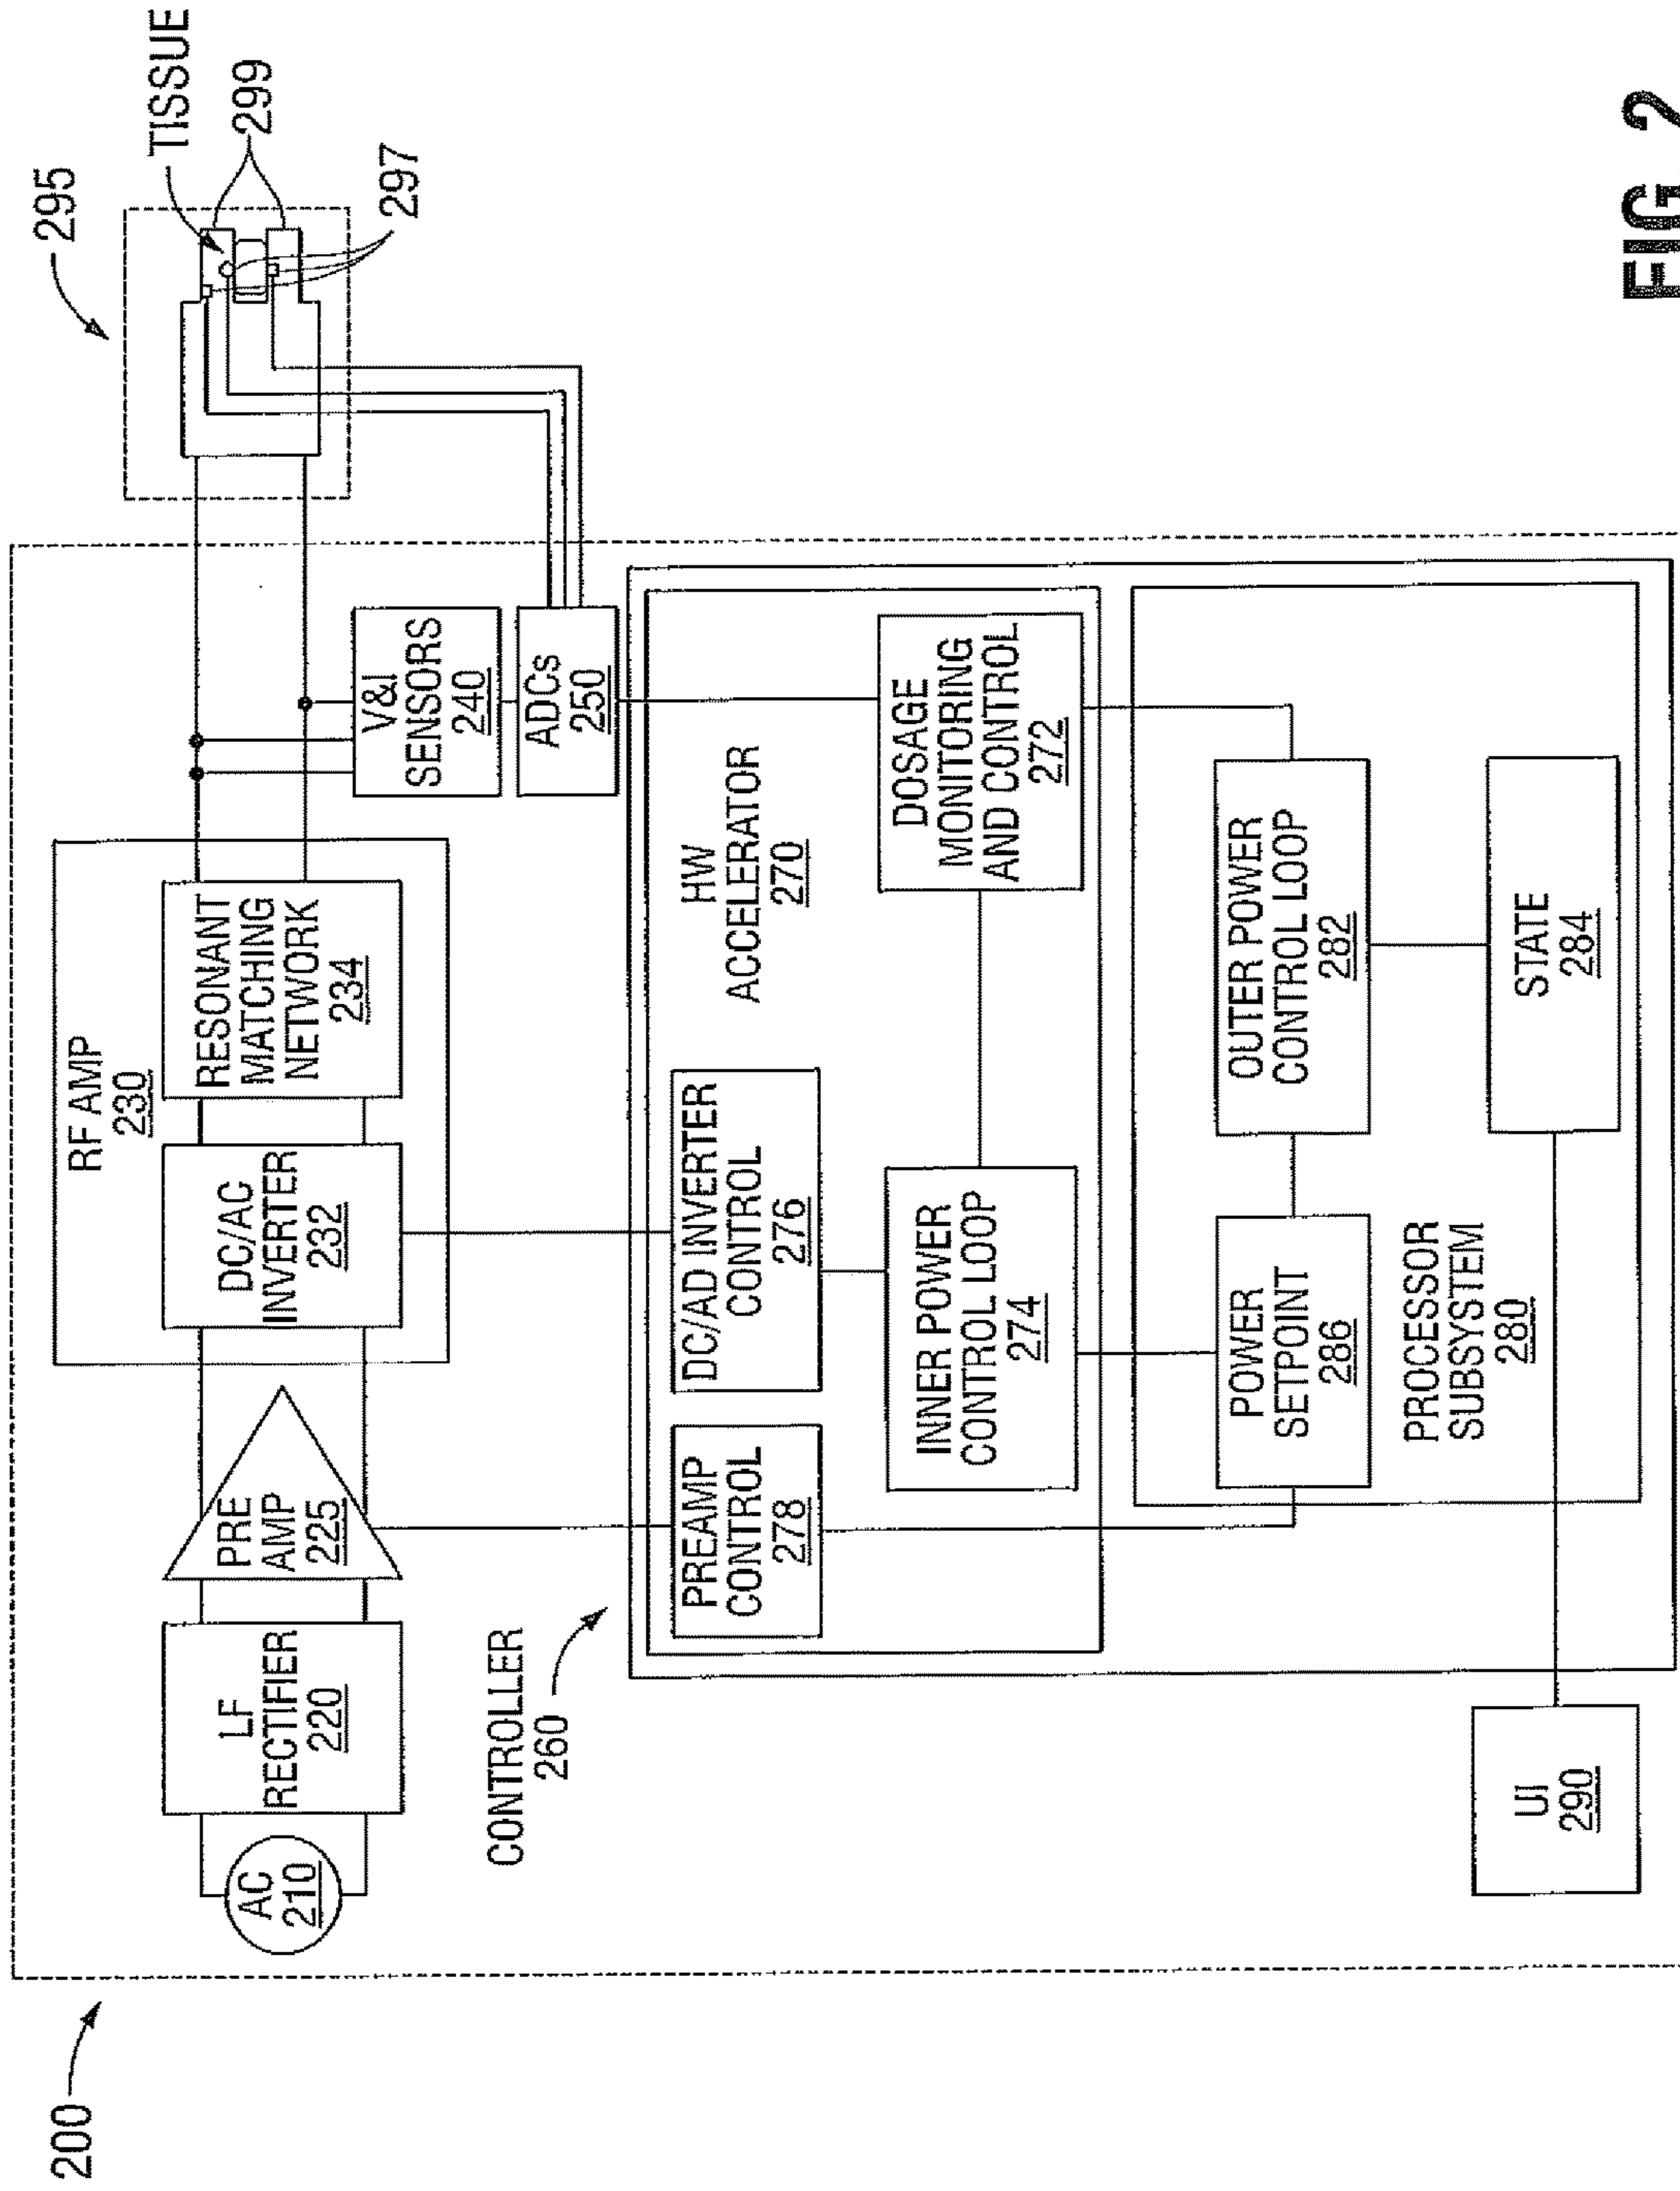 200
AC
210
LF
RECTIFIER
220
PRE
AMP
225
RF AMP
230
DC/AC
INVERTER
232
RESONANT
MATCHING
NETWORK
234
295
TISSUE
299
297
V&I
SENSORS
240
ADCs
250
CONTROLLER
260
PREAMP
CONTROL
278
DC/AD INVERTER
CONTROL
276
HW
ACCELERATOR
270
INNER POWER
CONTROL LOOP
274
DOSAGE
MONITORING
AND CONTROL
272
POWER
SETPOINT
286
OUTER POWER
CONTROL LOOP
282
PROCESSOR
SUBSYSTEM
280
STATE
284
UI
290
FIG. 2